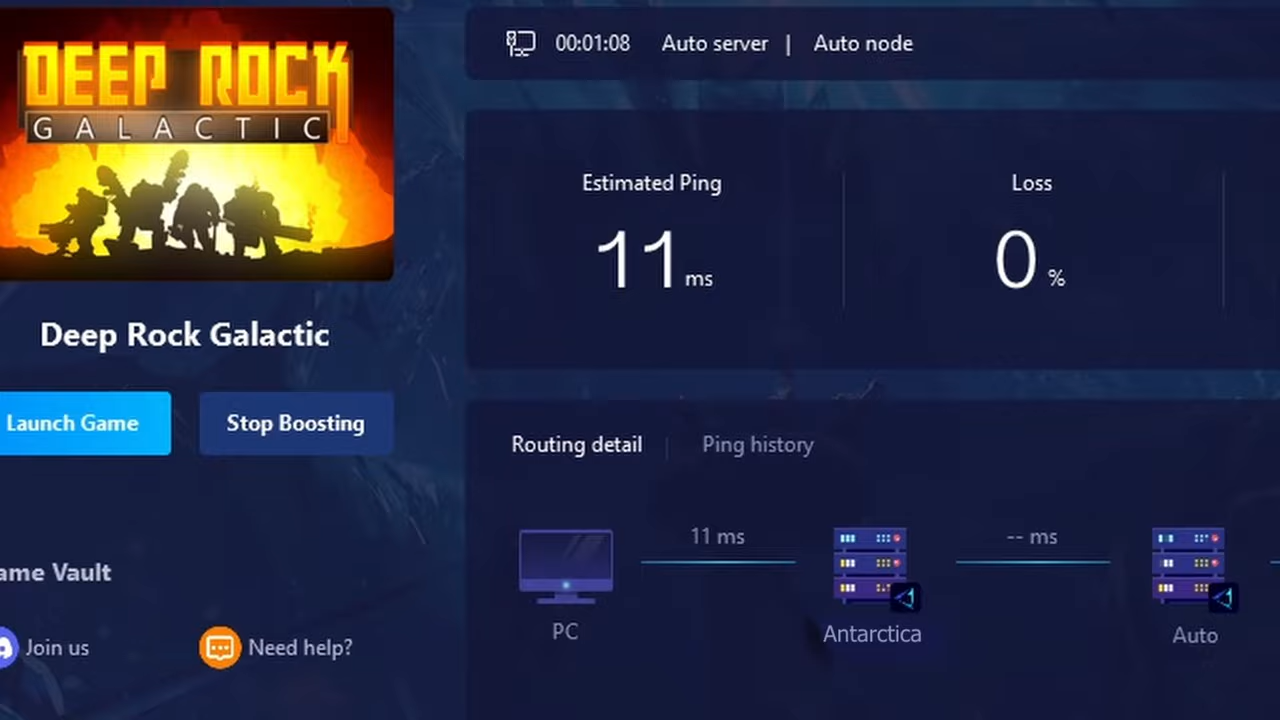 DEEP ROCK
GALACTIC
Deep Rock Galactic
Launch Game
Stop Boosting
ame Vault
Join us
Need help?
00:01:08 Auto server | Auto node
Estimated Ping
11 ms
Loss
0 %
Routing detail | Ping history
11 ms
-- ms
PC
Antarctica
Auto